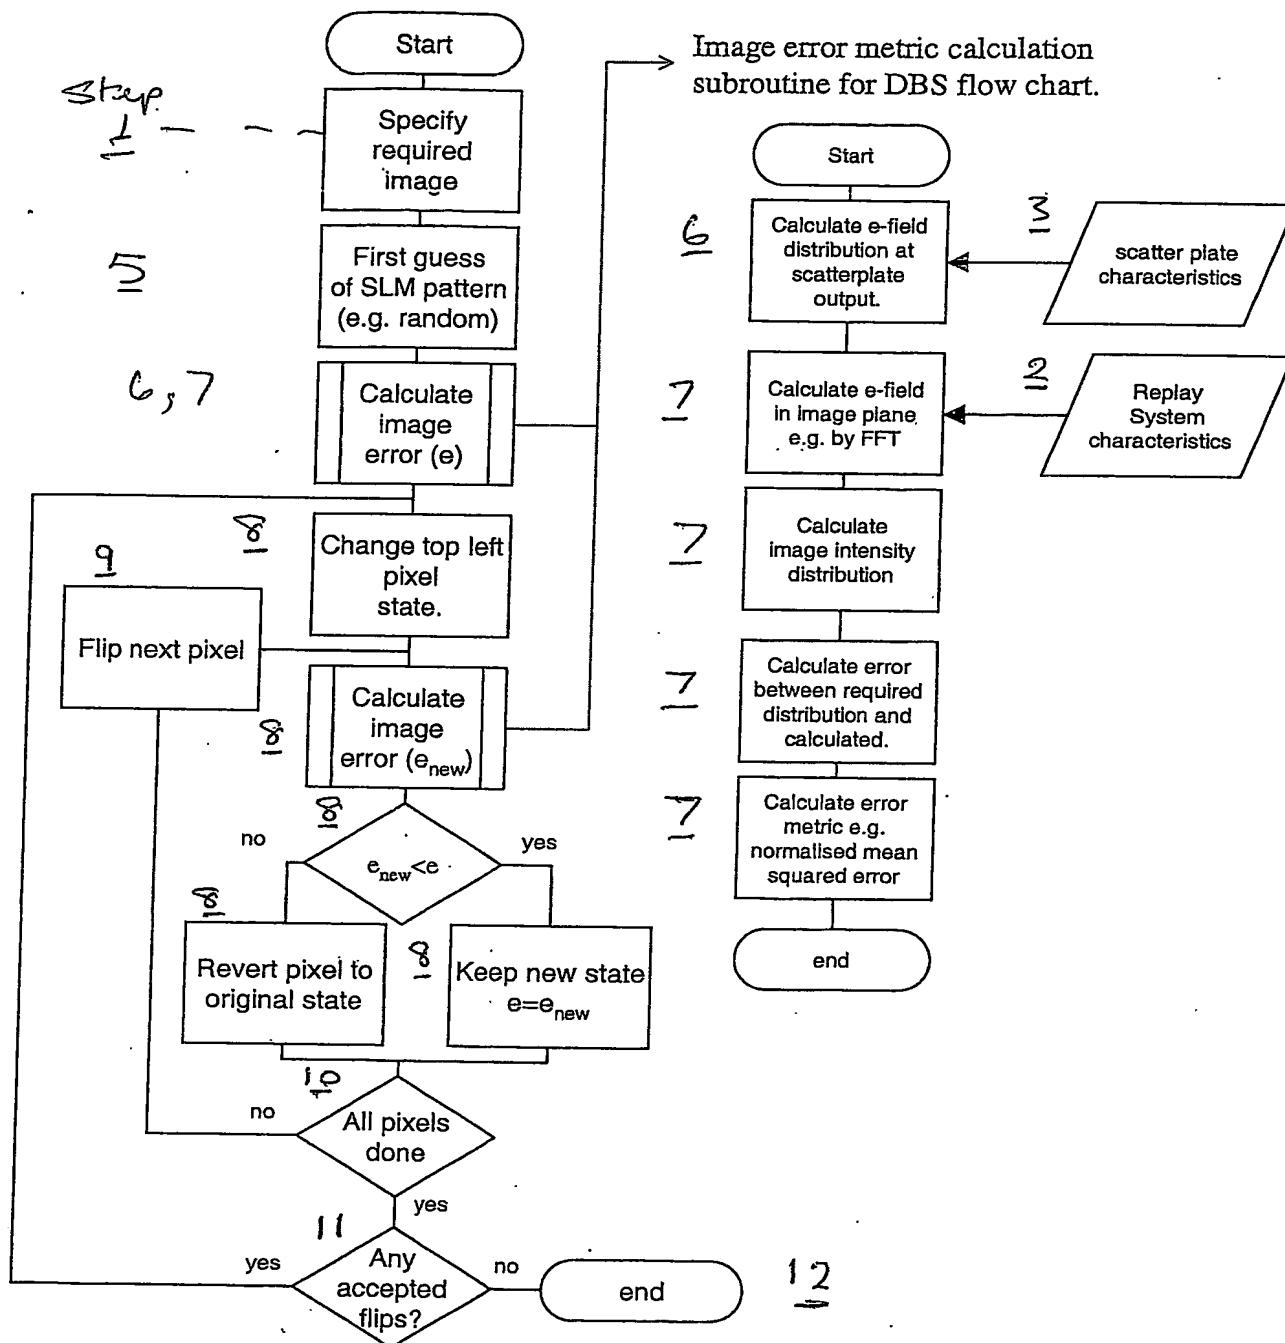 Start
Image error metric calculation
subroutine for DBS flow chart.
Step
1
Specify
required
image
5
First guess
of SLM pattern
(e.g. random)
6, 7
Calculate
image
error (e)
8
Change top left
pixel
state.
9
Flip next pixel
8
Calculate
image
error (e_new)
8
no
yes
e_new<e
8
Revert pixel to
original state
8
Keep new state
e=e_new
10
no
All pixels
done
yes
11
yes
Any
accepted
flips?
no
end
12
Start
6
Calculate e-field
distribution at
scatterplate
output.
3
scatter plate
characteristics
7
Calculate e-field
in image plane
e.g. by FFT
2
Replay
System
characteristics
7
Calculate
image intensity
distribution
7
Calculate error
between required
distribution and
calculated.
7
Calculate error
metric e.g.
normalised mean
squared error
end